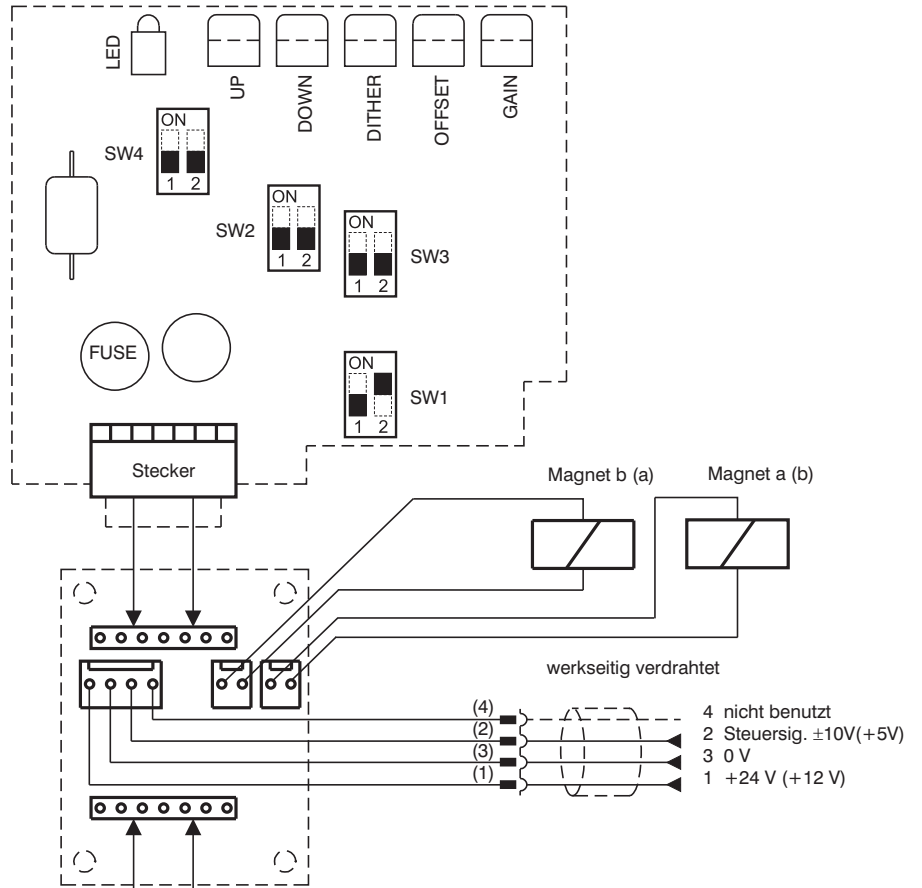 LED
UP
DOWN
DITHER
OFFSET
GAIN
ON
SW4
1 2
ON
SW2
1 2
ON
SW3
1 2
FUSE
ON
SW1
1 2
Stecker
Magnet b (a)
Magnet a (b)
werkseitig verdrahtet
(4)
4 nicht benutzt
(2)
2 Steuersig. ±10V(+5V)
(3)
3 0 V
(1)
1 +24 V (+12 V)